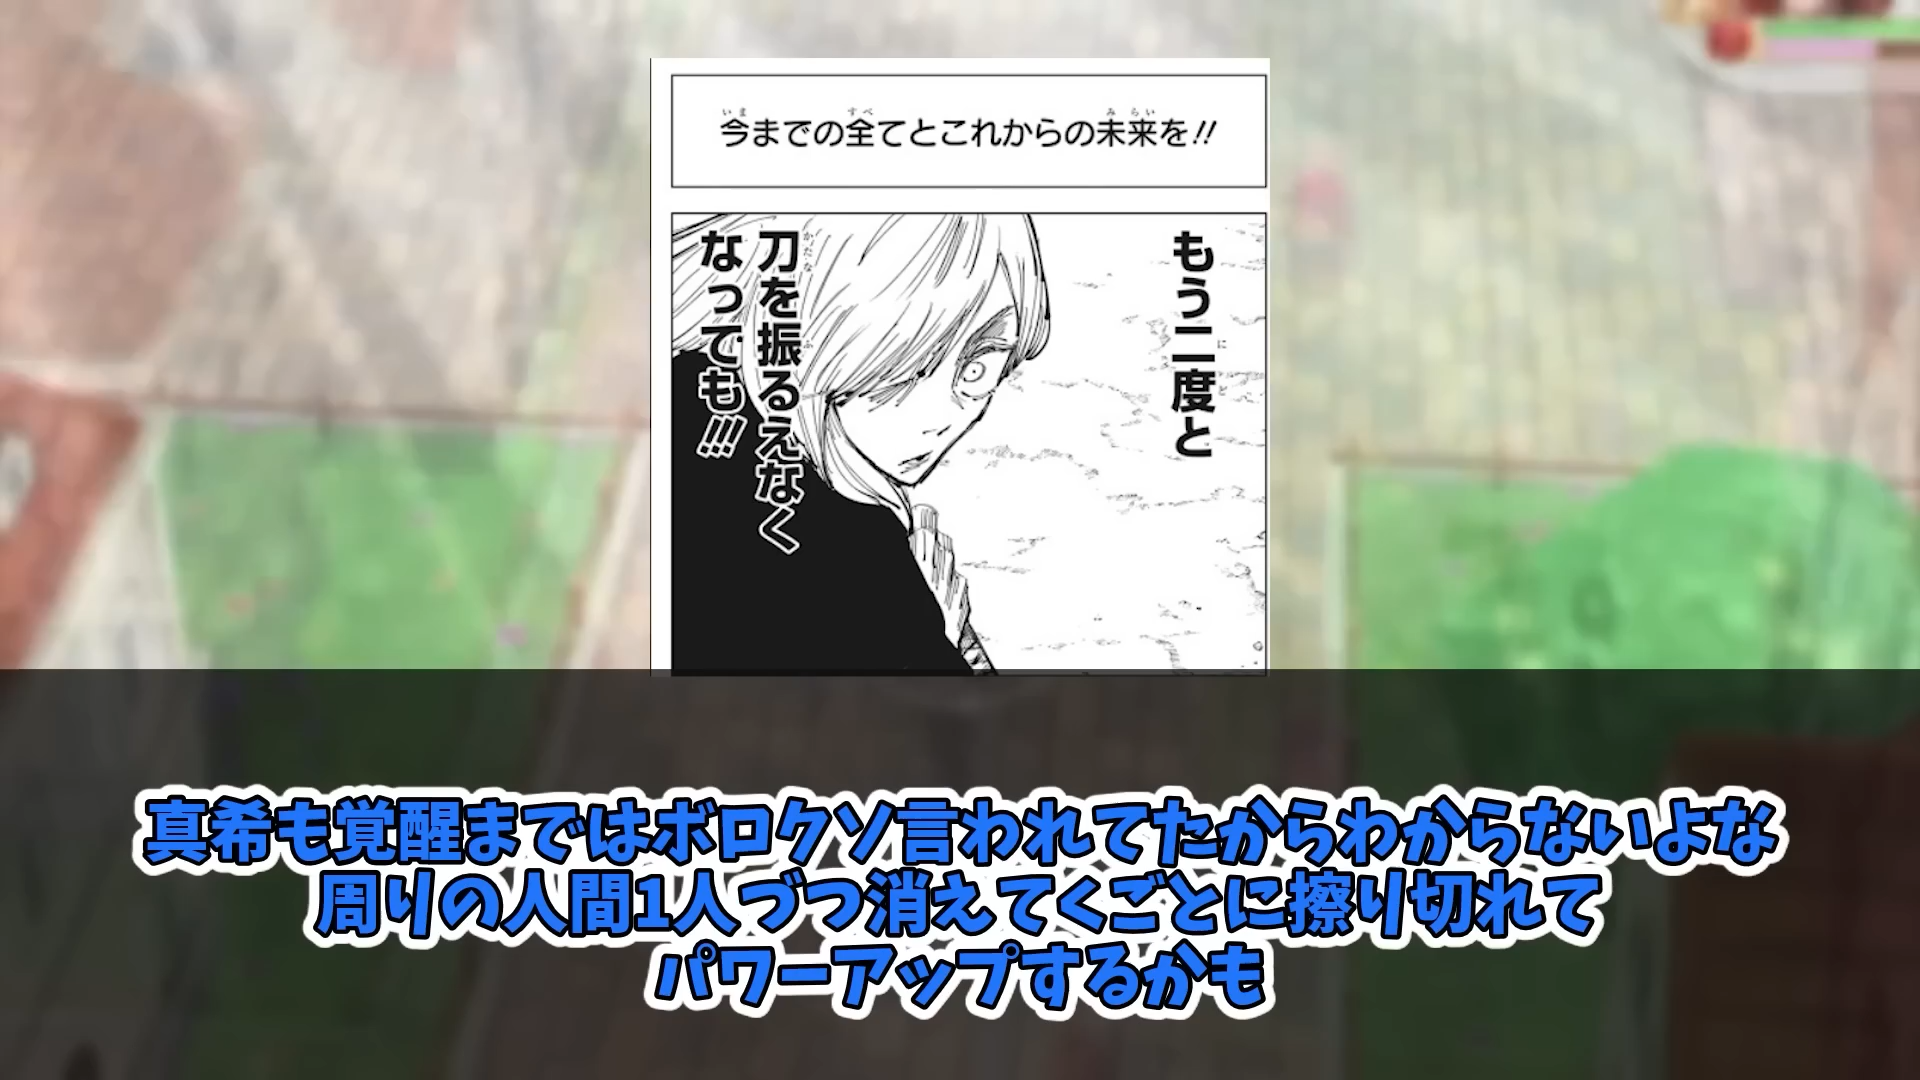 今までの全てとこれからの未来を!!
もう二度と
刀を振るえなく
なっても!!!
真希も覚醒まではボロクソ言われてたからわからないよな
周りの人間1人づつ消えてくごとに擦り切れて
パワーアップするかも